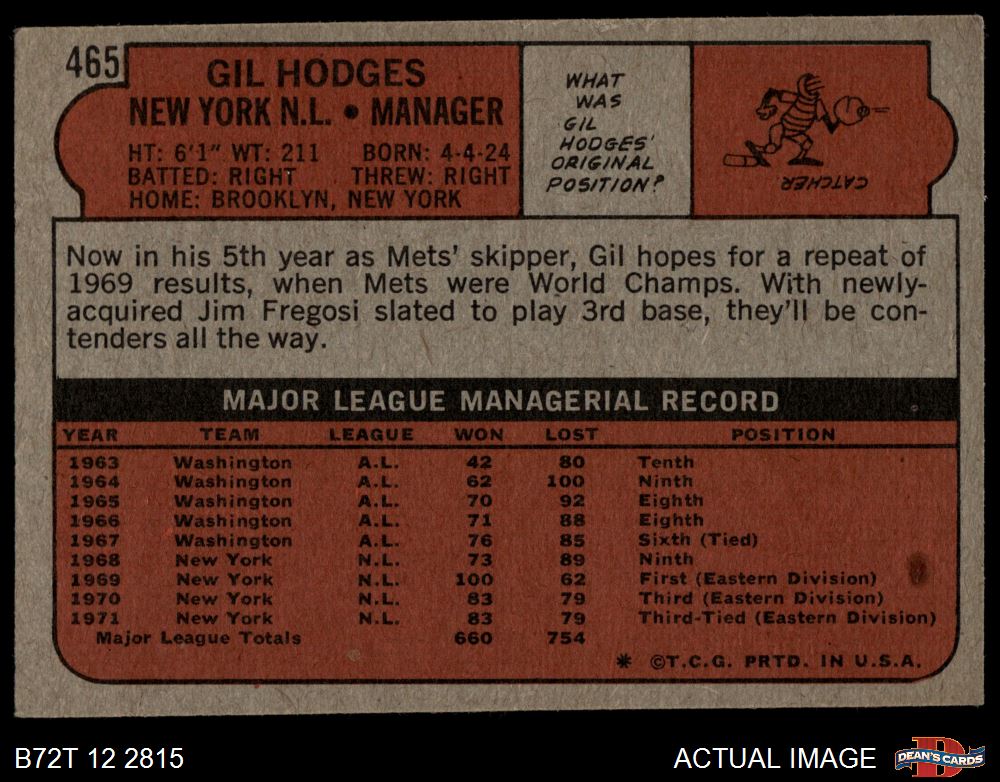 465
GIL HODGES
NEW YORK N.L. • MANAGER
HT: 6'1" WT: 211 BORN: 4-4-24
BATTED: RIGHT THREW: RIGHT
HOME: BROOKLYN, NEW YORK
WHAT
WAS
GIL
HODGES'
ORIGINAL
POSITION?
CATCHER
Now in his 5th year as Mets' skipper, Gil hopes for a repeat of
1969 results, when Mets were World Champs. With newly-
acquired Jim Fregosi slated to play 3rd base, they'll be con-
tenders all the way.
MAJOR LEAGUE MANAGERIAL RECORD
YEAR TEAM LEAGUE WON LOST POSITION
1963 Washington A.L. 42 80 Tenth
1964 Washington A.L. 62 100 Ninth
1965 Washington A.L. 70 92 Eighth
1966 Washington A.L. 71 88 Eighth
1967 Washington A.L. 76 85 Sixth (Tied)
1968 New York N.L. 73 89 Ninth
1969 New York N.L. 100 62 First (Eastern Division)
1970 New York N.L. 83 79 Third (Eastern Division)
1971 New York N.L. 83 79 Third-Tied (Eastern Division)
Major League Totals 660 754
* ©T.C.G. PRTD. IN U.S.A.
B72T 12 2815
ACTUAL IMAGE
D
DEAN'S CARDS